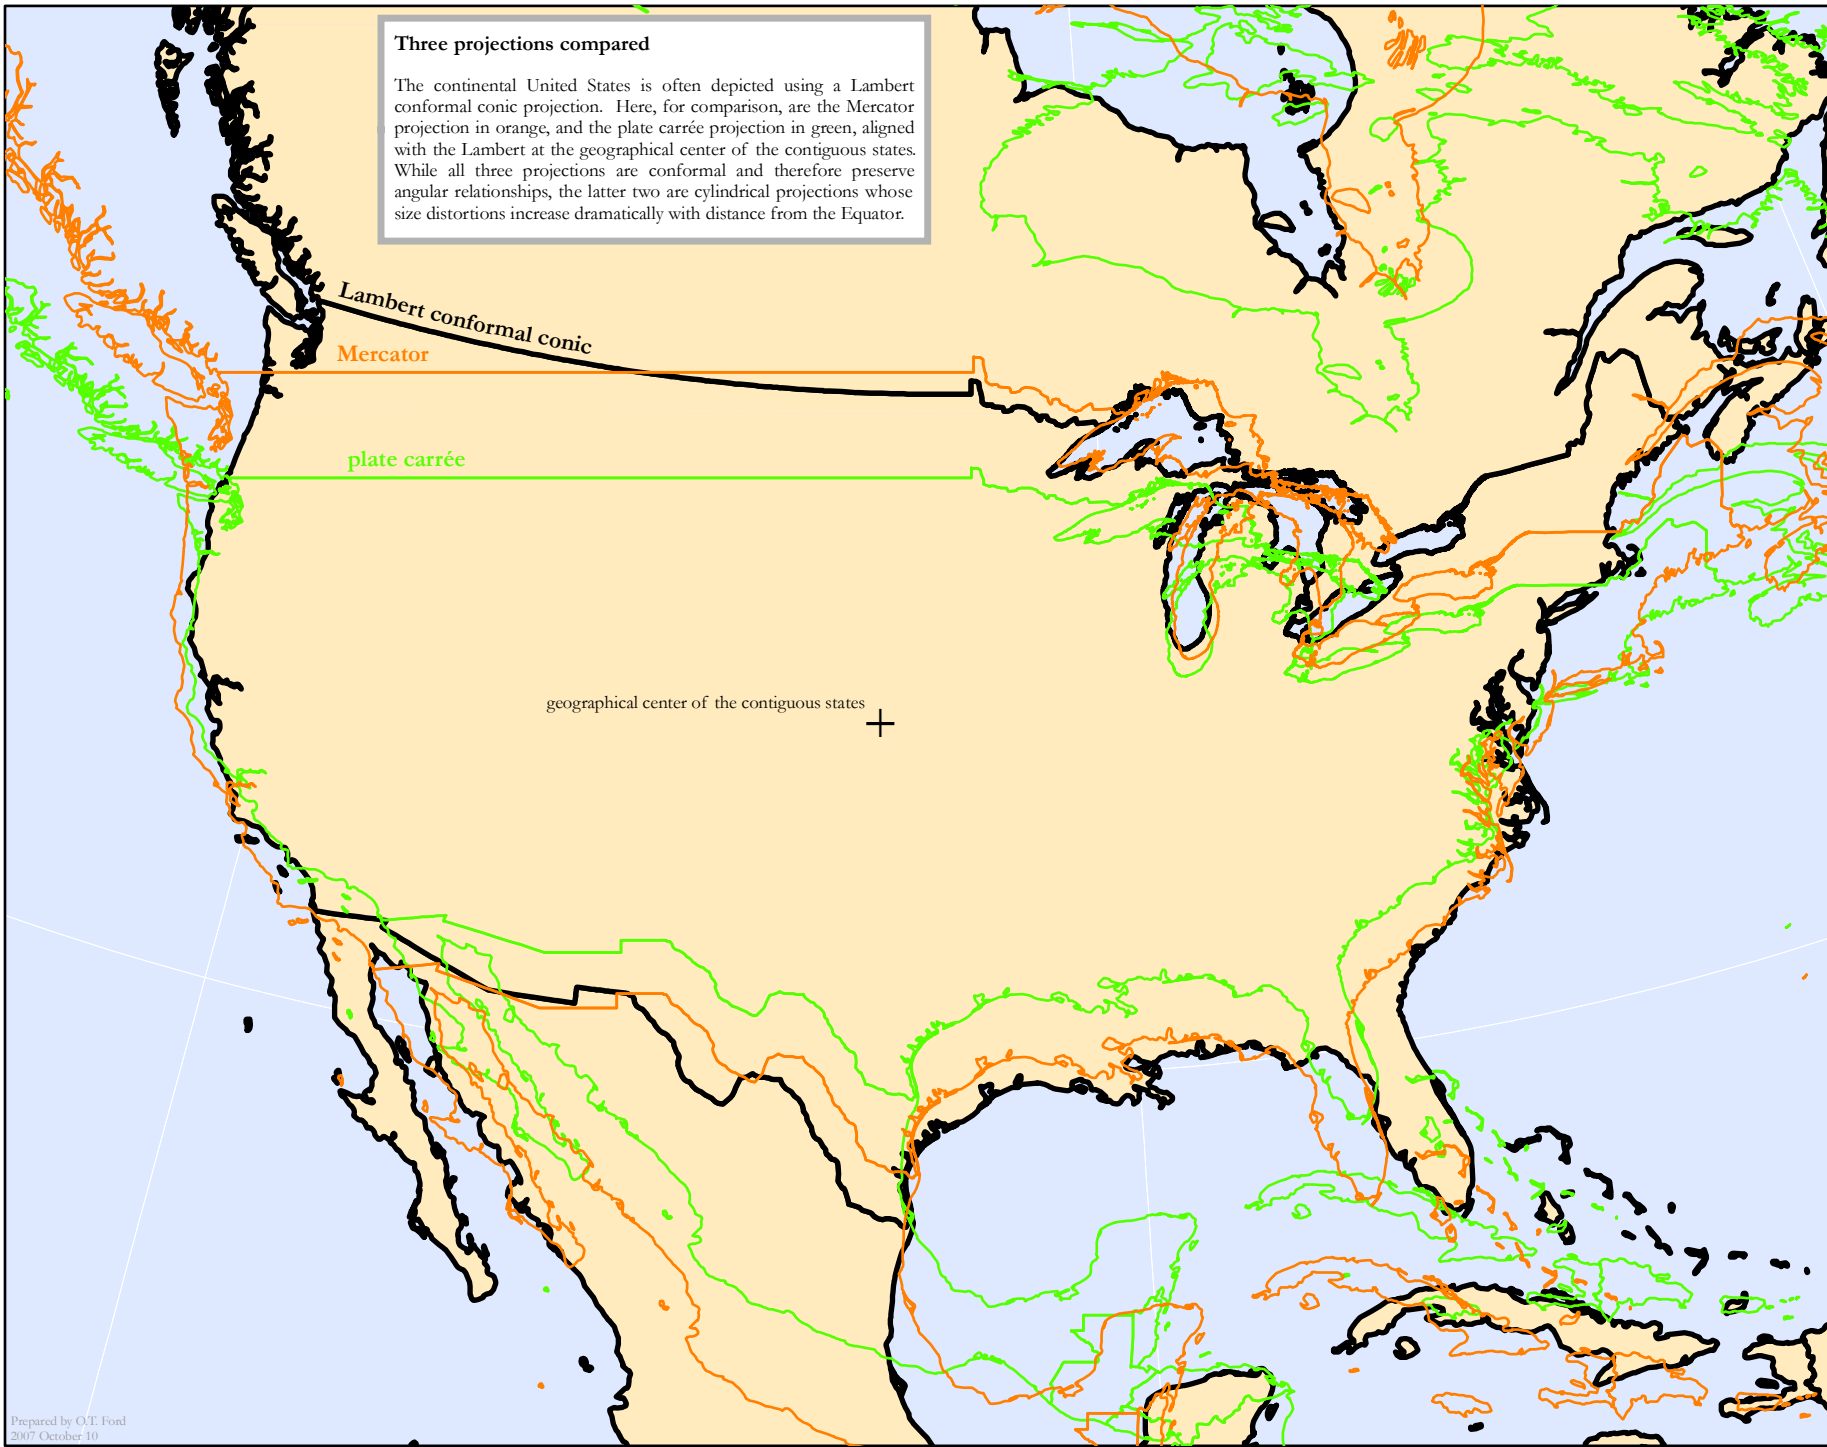 Three projections compared
The continental United States is often depicted using a Lambert
conformal conic projection. Here, for comparison, are the Mercator
projection in orange, and the plate carrée projection in green, aligned
with the Lambert at the geographical center of the contiguous states.
While all three projections are conformal and therefore preserve
angular relationships, the latter two are cylindrical projections whose
size distortions increase dramatically with distance from the Equator.
Lambert conformal conic
Mercator
plate carrée
geographical center of the contiguous states
Prepared by O.T. Ford
2007 October 10